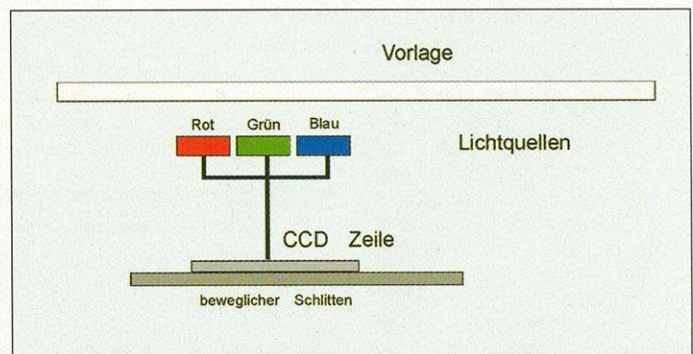 Vorlage
Rot Grün Blau
Lichtquellen
CCD Zeile
beweglicher Schlitten